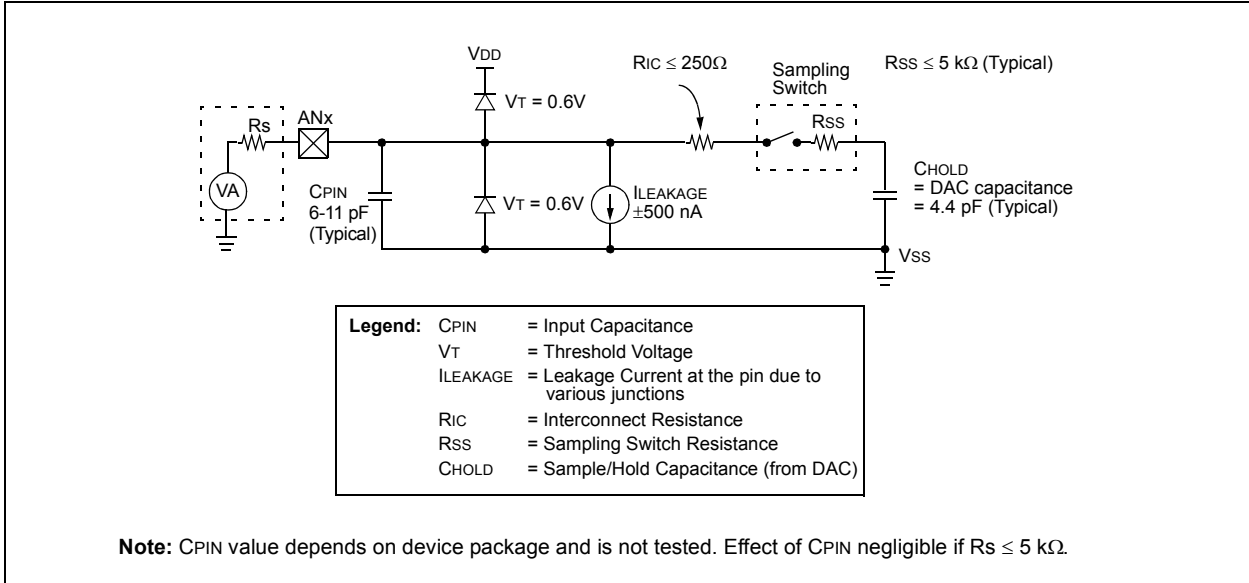 VDD
VT = 0.6V
RIC ≤ 250Ω
Sampling
Switch
RSS ≤ 5 kΩ (Typical)
Rs
ANx
RSS
VA
CPIN
6-11 pF
(Typical)
VT = 0.6V
ILEAKAGE
±500 nA
CHOLD
= DAC capacitance
= 4.4 pF (Typical)
VSS
Legend: CPIN = Input Capacitance
VT = Threshold Voltage
ILEAKAGE = Leakage Current at the pin due to
various junctions
RIC = Interconnect Resistance
RSS = Sampling Switch Resistance
CHOLD = Sample/Hold Capacitance (from DAC)
Note: CPIN value depends on device package and is not tested. Effect of CPIN negligible if Rs ≤ 5 kΩ.